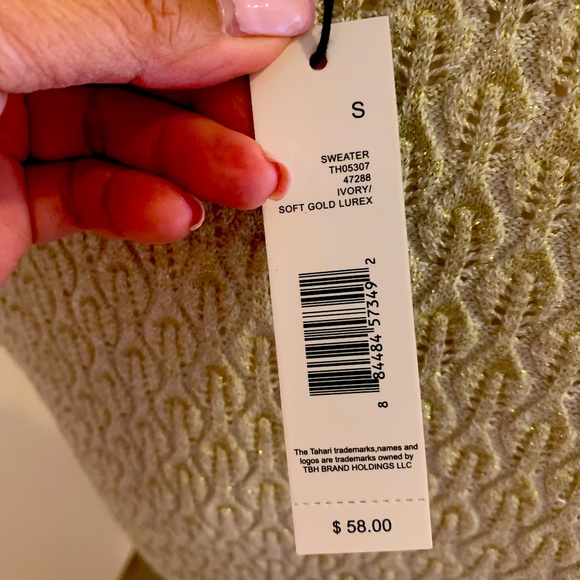 S
SWEATER
TH05307
47288
IVORY/
SOFT GOLD LUREX
8 84484 57349 2
The Tahari trademarks,names and
logos are trademarks owned by
TBH BRAND HOLDINGS LLC
$ 58.00